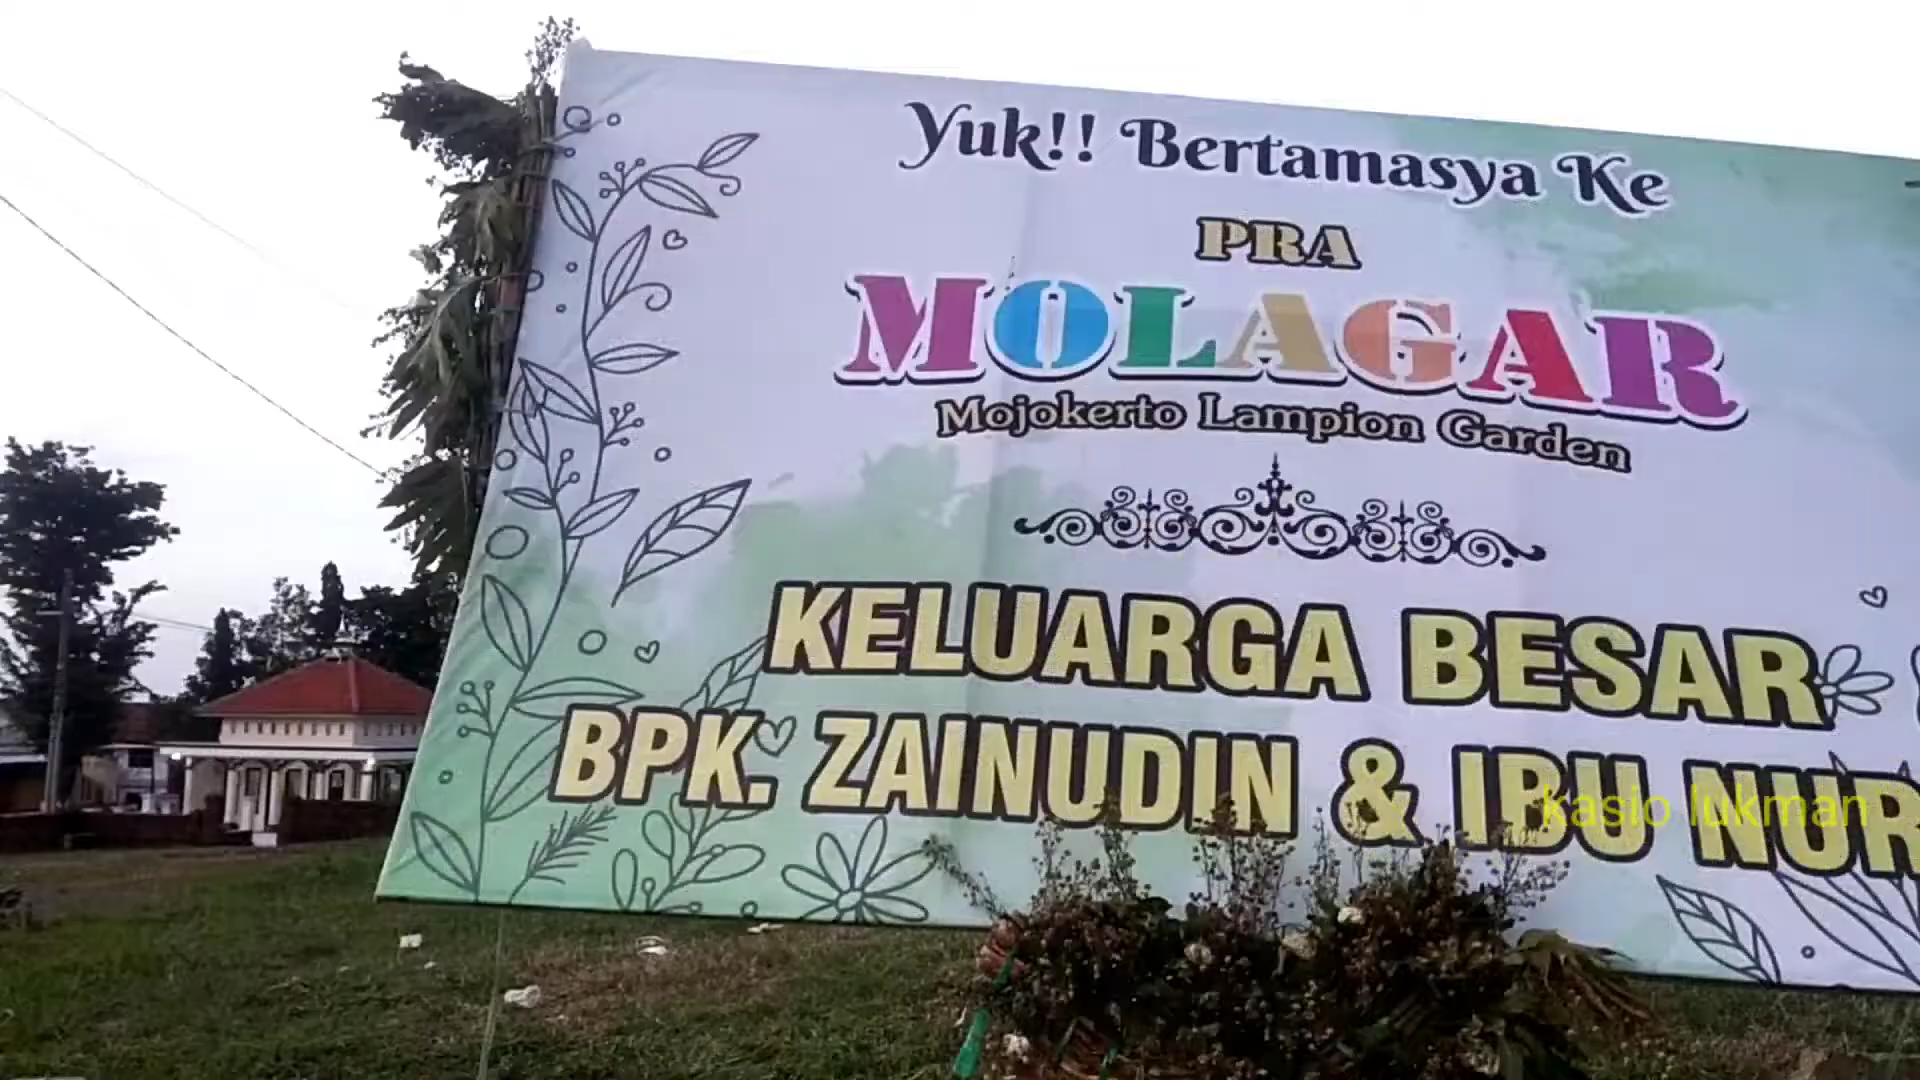 Yuk!! Bertamasya Ke
PRA
MOLAGAR
Mojokerto Lampion Garden
KELUARGA BESAR
BPK. ZAINUDIN & IBU NUR
kasio lukman